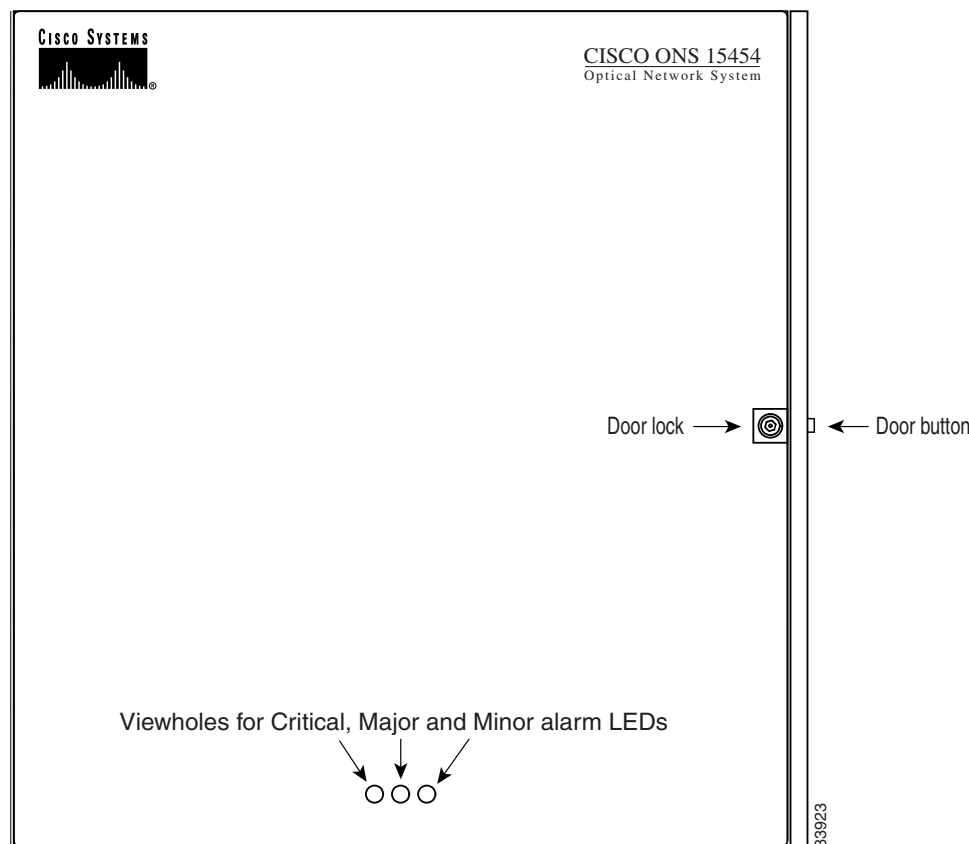 CISCO SYSTEMS
®
CISCO ONS 15454
Optical Network System
Door lock
Door button
Viewholes for Critical, Major and Minor alarm LEDs
33923